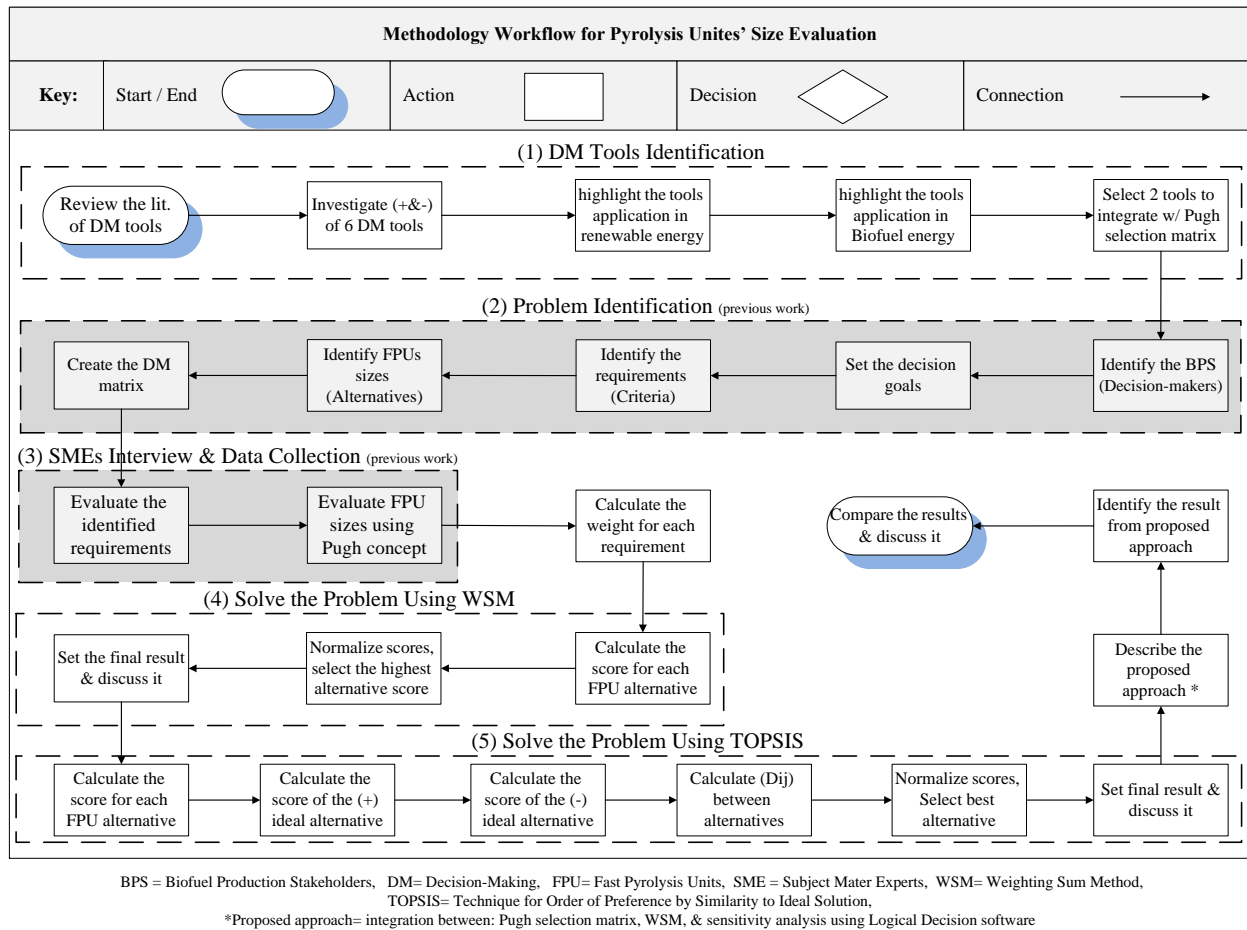 Methodology Workflow for Pyrolysis Unites' Size Evaluation
Key:
Start / End
Action
Decision
Connection
(1) DM Tools Identification
Review the lit.
of DM tools
Investigate (+&-)
of 6 DM tools
highlight the tools
application in
renewable energy
highlight the tools
application in
Biofuel energy
Select 2 tools to
integrate w/ Pugh
selection matrix
(2) Problem Identification (previous work)
Create the DM
matrix
Identify FPUs
sizes
(Alternatives)
Identify the
requirements
(Criteria)
Set the decision
goals
Identify the BPS
(Decision-makers)
(3) SMEs Interview & Data Collection (previous work)
Evaluate the
identified
requirements
Evaluate FPU
sizes using
Pugh concept
Calculate the
weight for each
requirement
Compare the results
& discuss it
Identify the result
from proposed
approach
(4) Solve the Problem Using WSM
Set the final result
& discuss it
Normalize scores,
select the highest
alternative score
Calculate the
score for each
FPU alternative
Describe the
proposed
approach *
(5) Solve the Problem Using TOPSIS
Calculate the
score for each
FPU alternative
Calculate the
score of the (+)
ideal alternative
Calculate the
score of the (-)
ideal alternative
Calculate (Dij)
between
alternatives
Normalize scores,
Select best
alternative
Set final result &
discuss it
BPS = Biofuel Production Stakeholders, DM= Decision-Making, FPU= Fast Pyrolysis Units, SME = Subject Mater Experts, WSM= Weighting Sum Method,
TOPSIS= Technique for Order of Preference by Similarity to Ideal Solution,
*Proposed approach= integration between: Pugh selection matrix, WSM, & sensitivity analysis using Logical Decision software